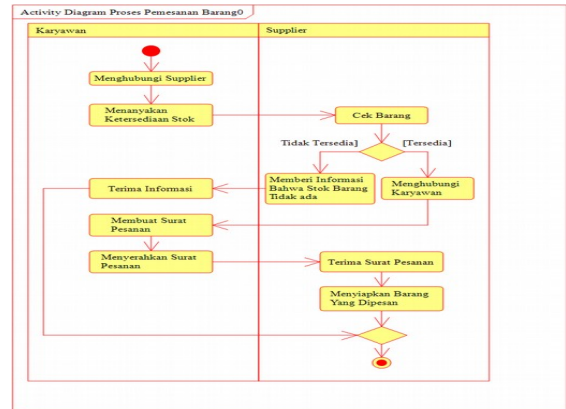 Activity Diagram Proses Pemesanan Barang0
Karyawan
Supplier
Menghubungi Supplier
Menanyakan
Ketersediaan Stok
Cek Barang
Tidak Tersedia]
[Tersedia]
Memberi Informasi
Bahwa Stok Barang
Tidak ada
Menghubungi
Karyawan
Terima Informasi
Membuat Surat
Pesanan
Menyerahkan Surat
Pesanan
Terima Surat Pesanan
Menyiapkan Barang
Yang Dipesan